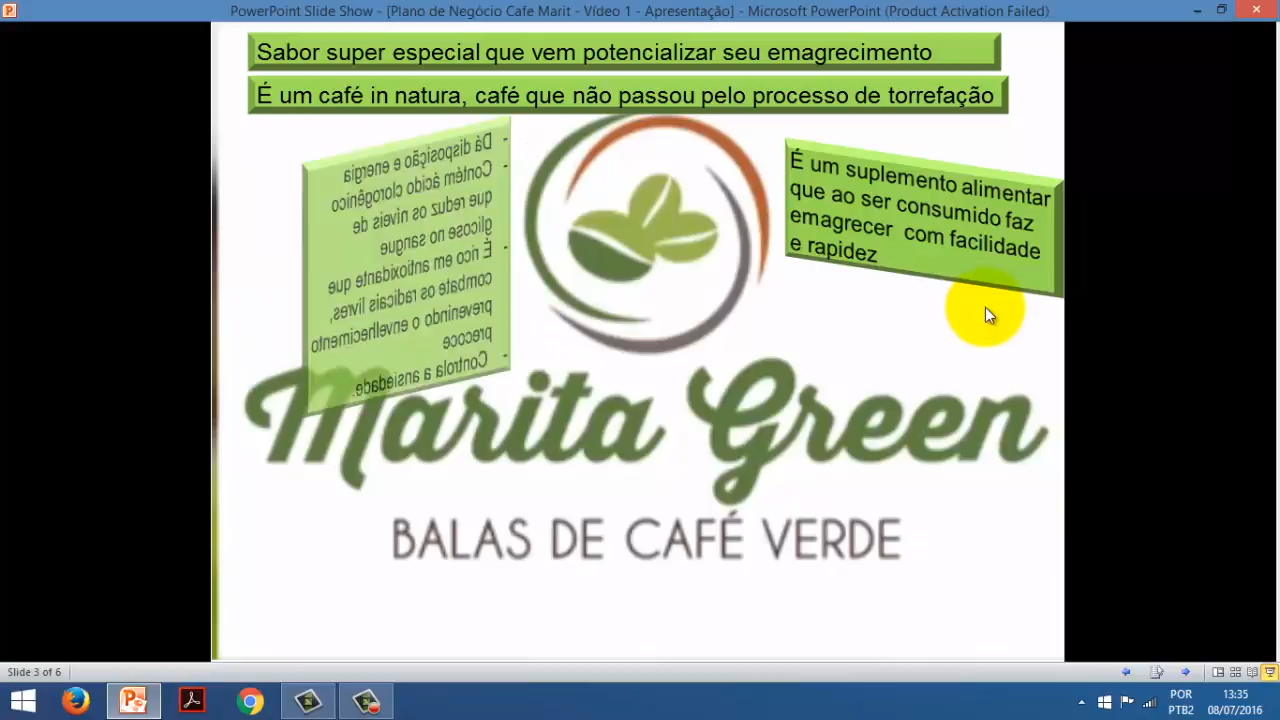 PowerPoint Slide Show - [Plano de Negócio Cafe Marit - Vídeo 1 - Apresentação] - Microsoft PowerPoint (Product Activation Failed)
Sabor super especial que vem potencializar seu emagrecimento
É um café in natura, café que não passou pelo processo de torrefação
- Dá disposição e energia
- Contém ácido clorogênico
que reduz os níveis de
glicose no sangue
- É rico em antioxidante que
combate os radicais livres,
prevenindo o envelhecimento
precoce
- Controla a ansiedade.
É um suplemento alimentar
que ao ser consumido faz
emagrecer com facilidade
e rapidez
Marita Green
BALAS DE CAFÉ VERDE
Slide 3 of 6
POR
PTB2
13:35
08/07/2016